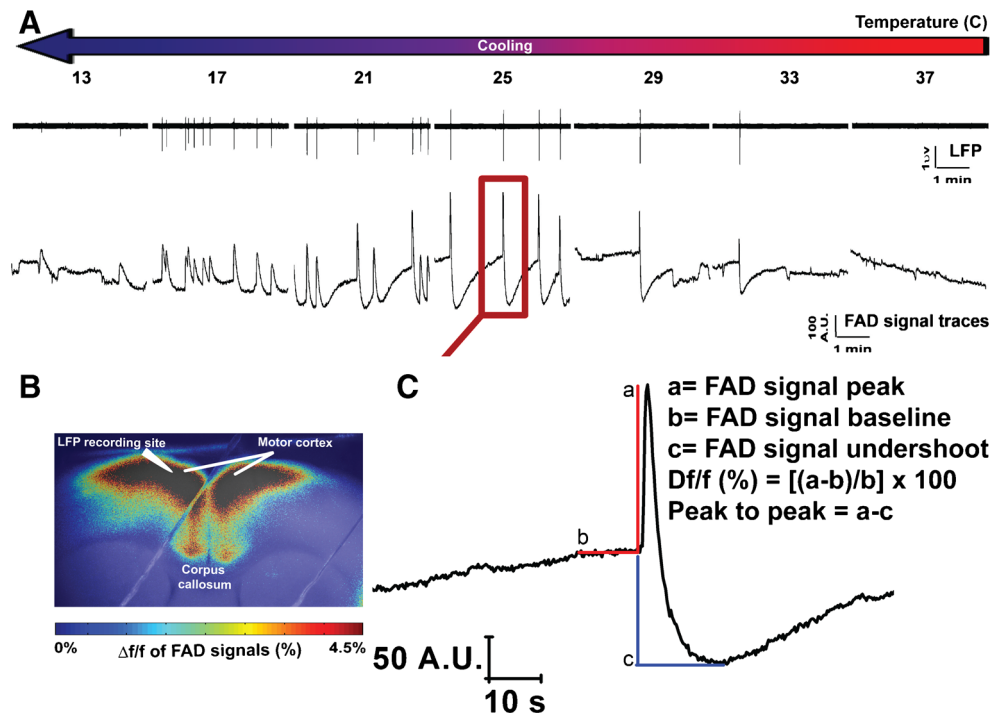 A
Temperature (C)
Cooling
13 17 21 25 29 33 37
LFP
1 min
100
A.U.
FAD signal traces
1 min
B
LFP recording site
Motor cortex
Corpus
callosum
0%
Δf/f of FAD signals (%)
4.5%
C
a
b
c
a= FAD signal peak
b= FAD signal baseline
c= FAD signal undershoot
Df/f (%) = [(a-b)/b] x 100
Peak to peak = a-c
50 A.U.
10 s